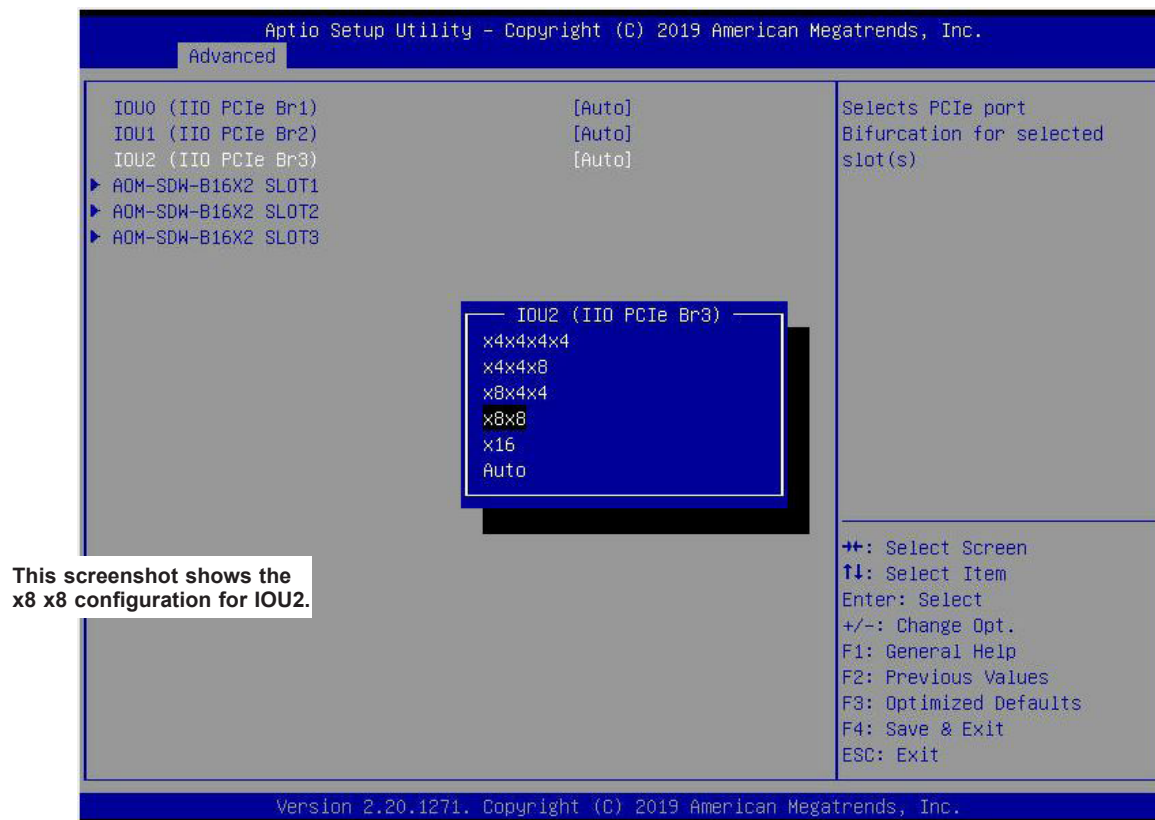 Aptio Setup Utility – Copyright (C) 2019 American Megatrends, Inc.
Advanced
IOU0 (IIO PCIe Br1) [Auto]
IOU1 (IIO PCIe Br2) [Auto]
IOU2 (IIO PCIe Br3) [Auto]
▶ AOM-SDW-B16X2 SLOT1
▶ AOM-SDW-B16X2 SLOT2
▶ AOM-SDW-B16X2 SLOT3
Selects PCIe port
Bifurcation for selected
slot(s)
IOU2 (IIO PCIe Br3)
x4x4x4x4
x4x4x8
x8x4x4
x8x8
x16
Auto
→←: Select Screen
↑↓: Select Item
Enter: Select
+/-: Change Opt.
F1: General Help
F2: Previous Values
F3: Optimized Defaults
F4: Save & Exit
ESC: Exit
This screenshot shows the
x8 x8 configuration for IOU2.
Version 2.20.1271. Copyright (C) 2019 American Megatrends, Inc.